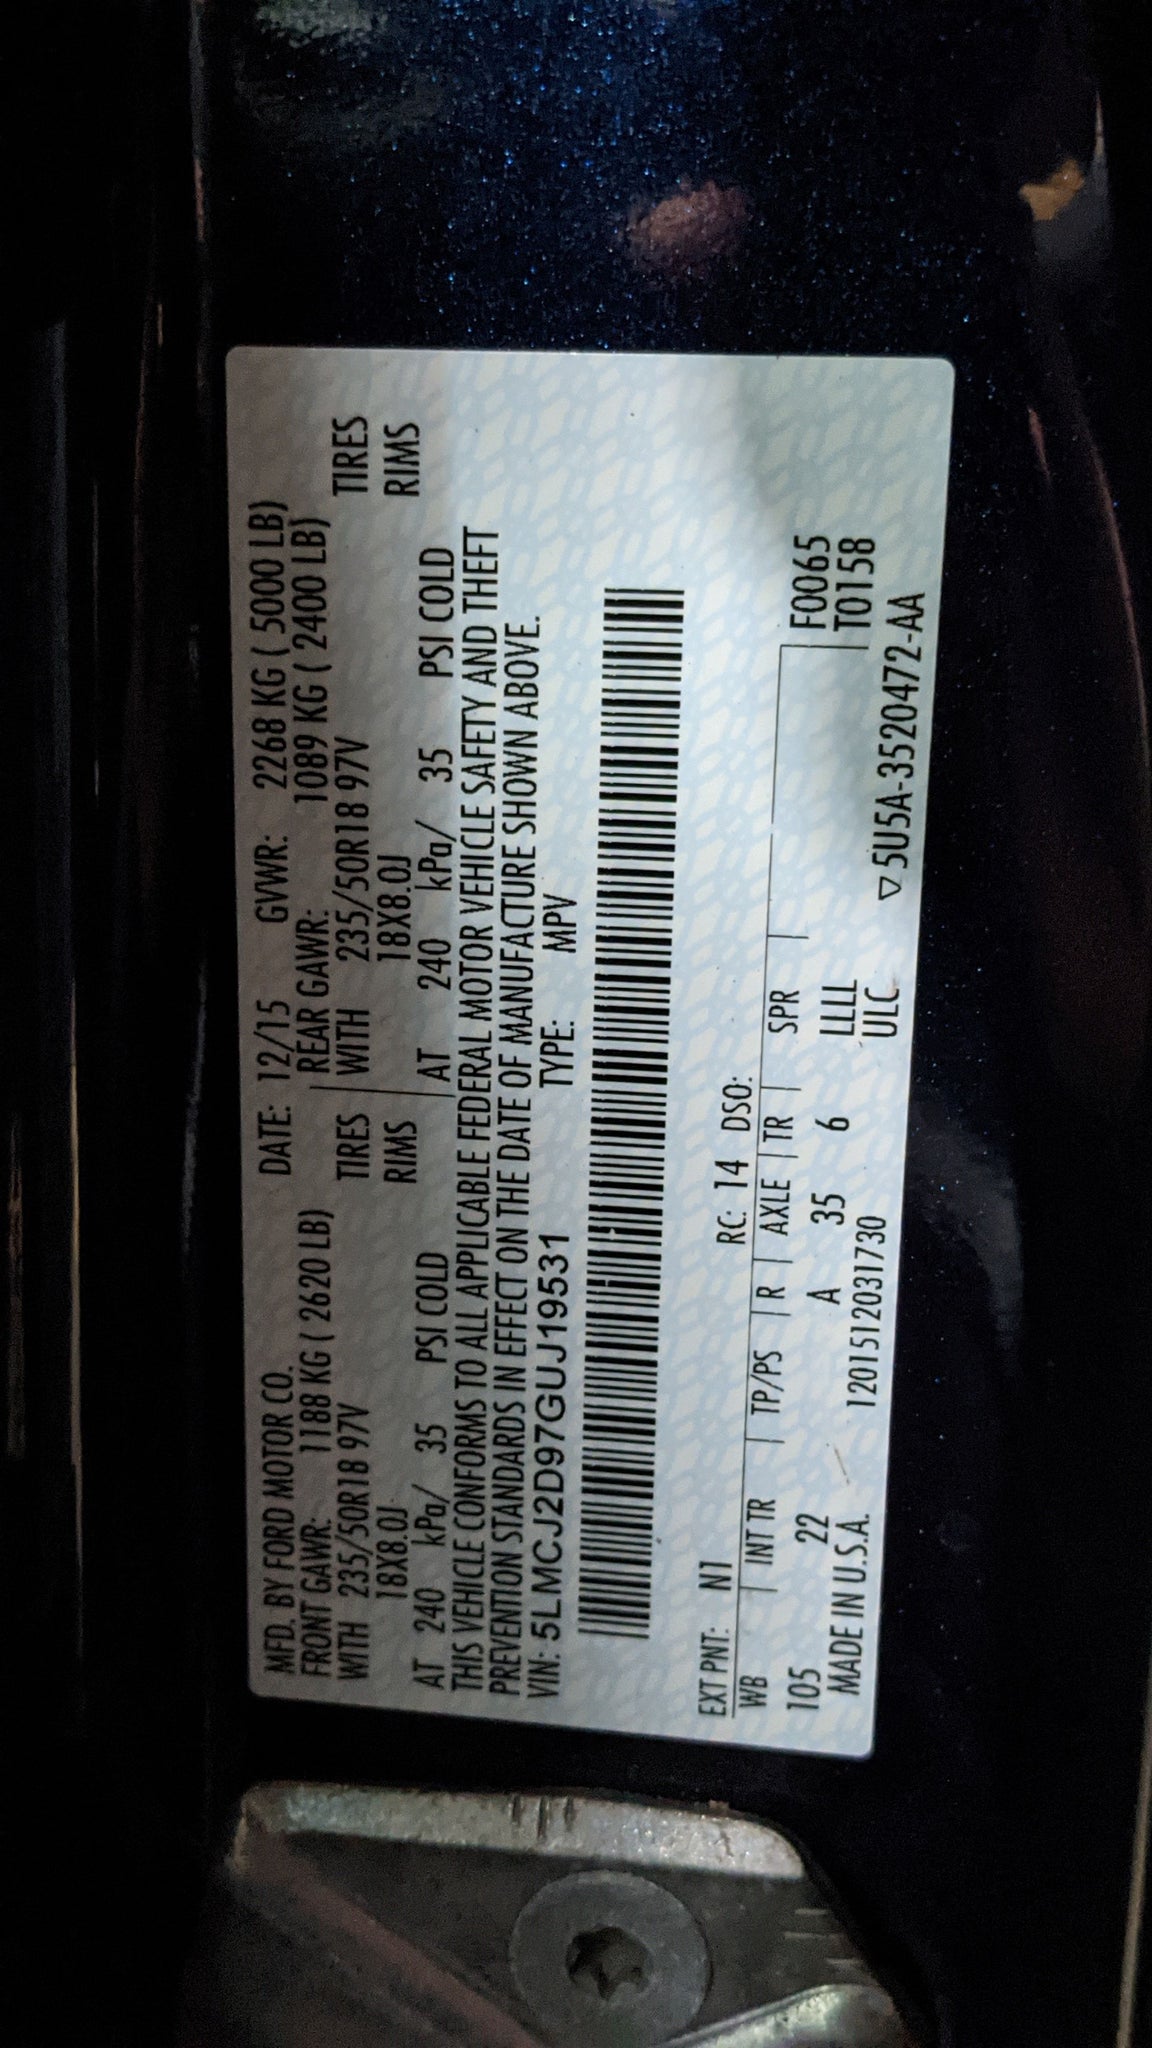 MFD. BY FORD MOTOR CO. DATE: 12/15 GVWR: 2268 KG ( 5000 LB)
FRONT GAWR: 1188 KG ( 2620 LB) REAR GAWR: 1089 KG ( 2400 LB)
WITH 235/50R18 97V TIRES WITH 235/50R18 97V TIRES
18X8.0J RIMS 18X8.0J RIMS
AT 240 kPa/ 35 PSI COLD AT 240 kPa/ 35 PSI COLD
THIS VEHICLE CONFORMS TO ALL APPLICABLE FEDERAL MOTOR VEHICLE SAFETY AND THEFT
PREVENTION STANDARDS IN EFFECT ON THE DATE OF MANUFACTURE SHOWN ABOVE.
VIN: 5LMCJ2D97GUJ19531 TYPE: MPV
EXT PNT: N1 RC: 14 DSO:
WB INT TR TP/PS R AXLE TR SPR F0065
105 22 A 35 6 LLLL T0158
MADE IN U.S.A. 1201512031730 ULC
▽5U5A-3520472-AA